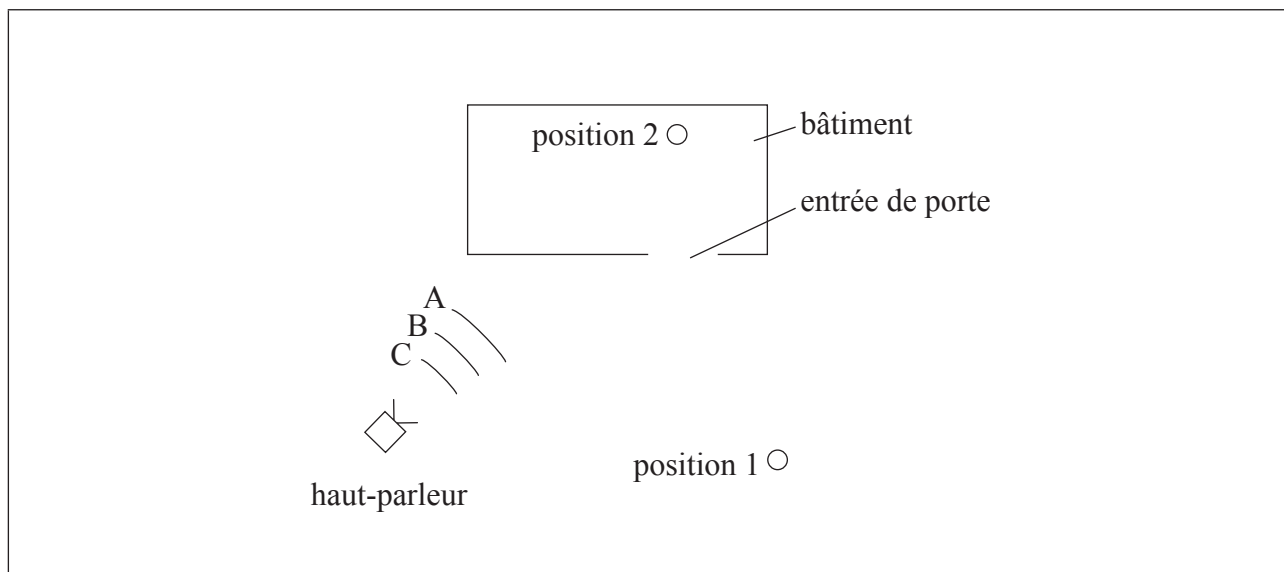 position 2
bâtiment
entrée de porte
A
B
C
position 1
haut-parleur